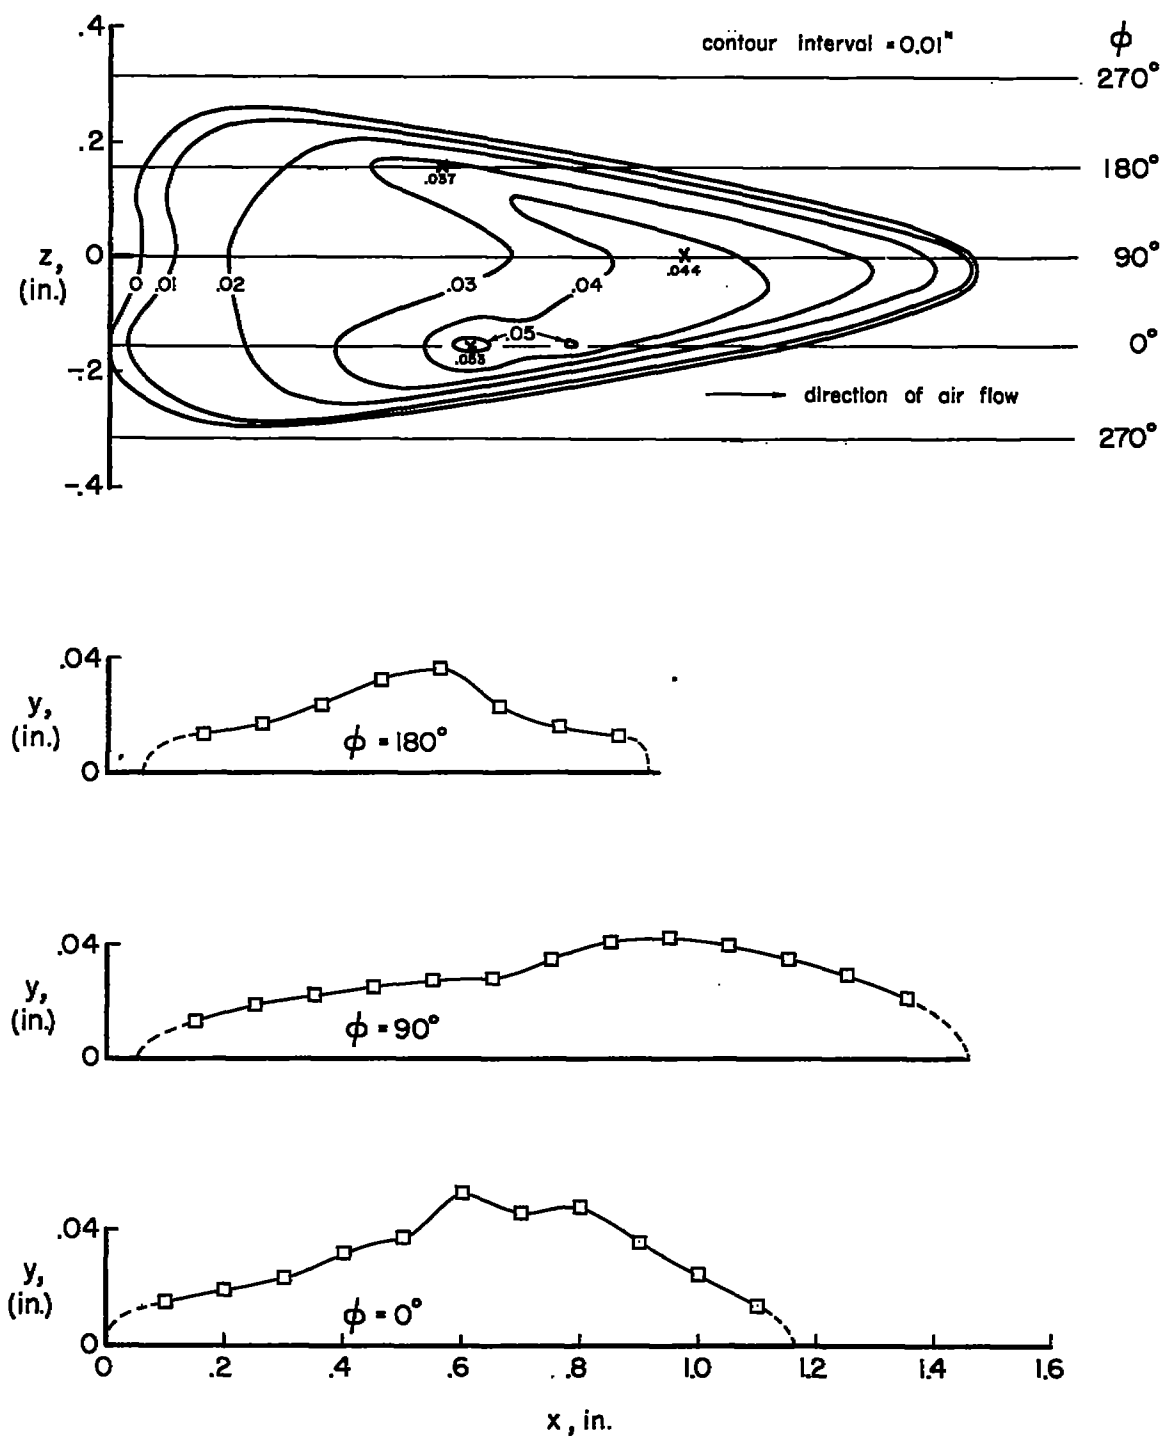 .4
contour interval = 0.01"
ϕ
270°
.2
180°
.037
z,
(in.)
0
90°
.044
0 .01 .02 .03 .04
.05
0°
.053
-.2
direction of air flow
270°
-.4
.04
y,
(in.)
ϕ = 180°
0
.04
y,
(in.)
ϕ = 90°
0
.04
y,
(in.)
ϕ = 0°
0
0 .2 .4 .6 .8 1.0 1.2 1.4 1.6
x, in.